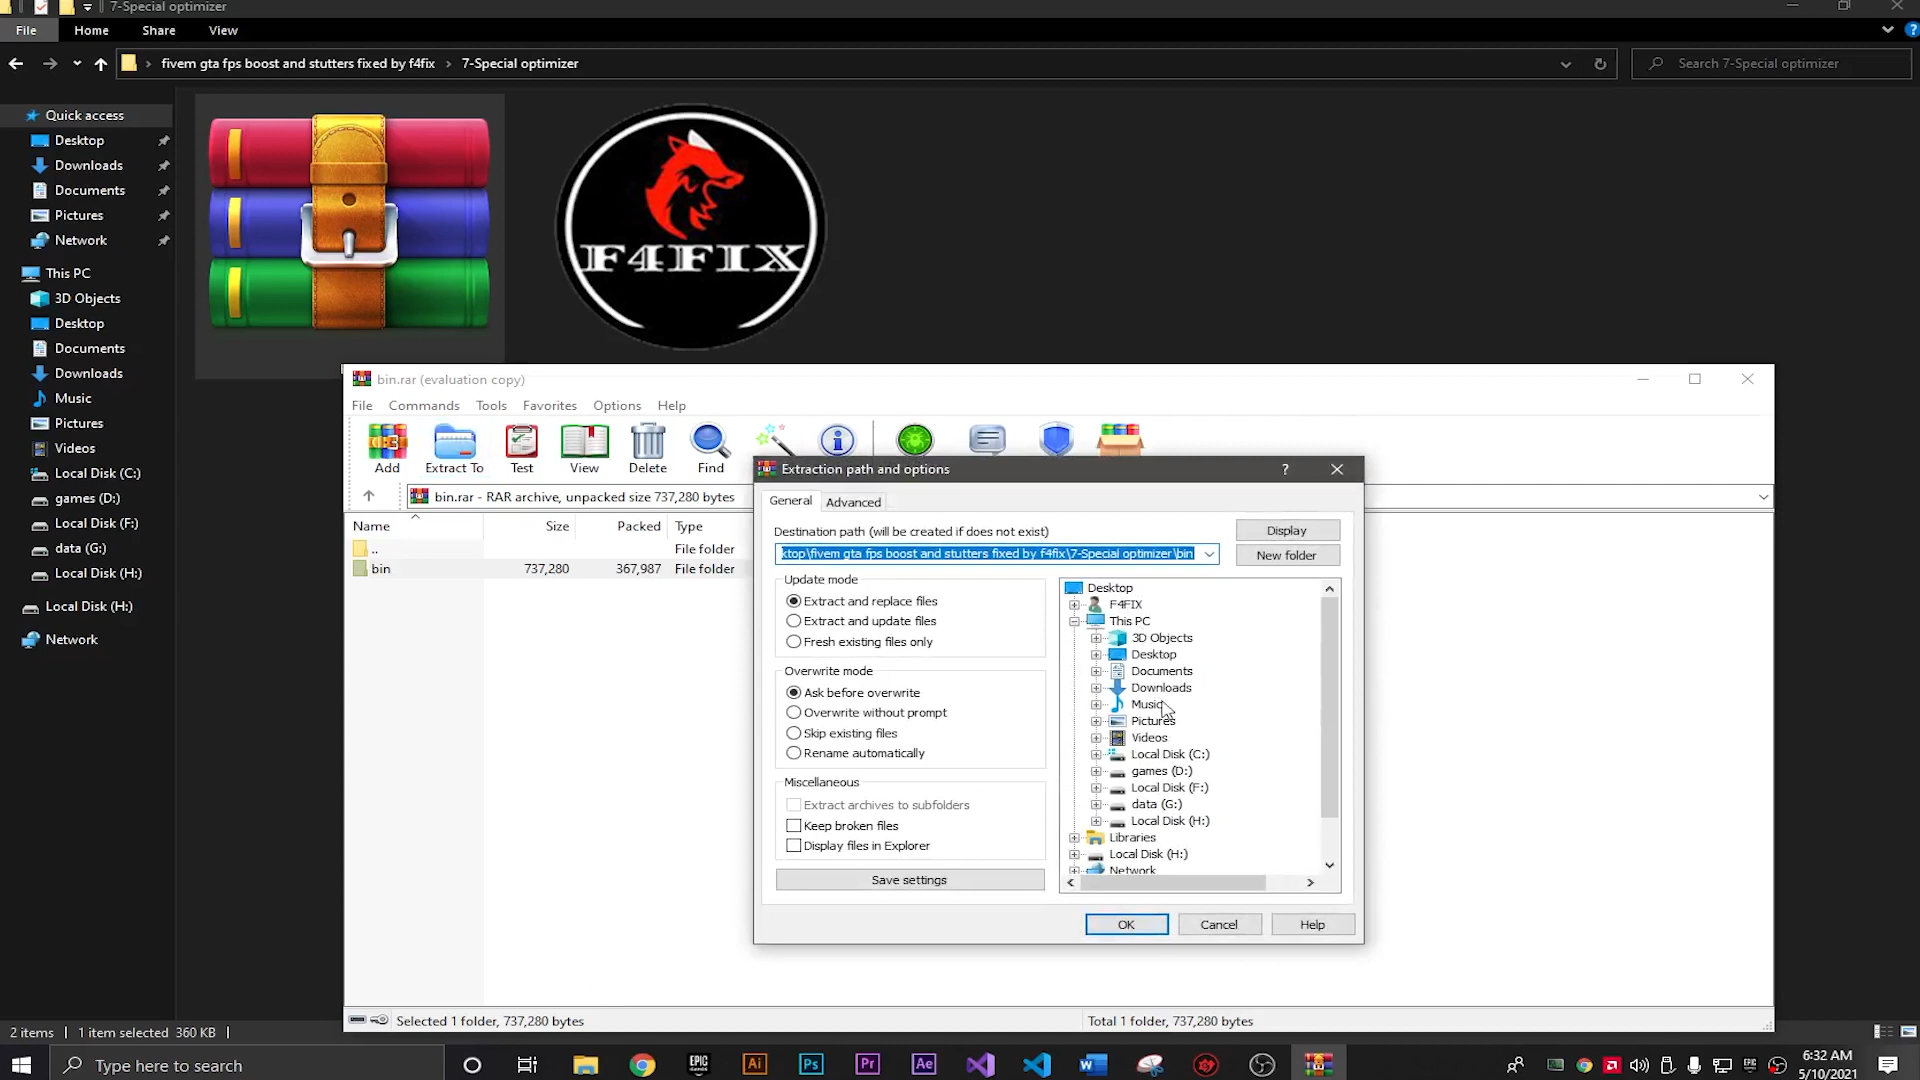 7-Special optimizer
File
Home
Share
View
fivem gta fps boost and stutters fixed by f4fix
7-Special optimizer
Search 7-Special optimizer
Quick access
Desktop
Downloads
Documents
Pictures
Network
This PC
3D Objects
Desktop
Documents
Downloads
Music
Pictures
Videos
Local Disk (C:)
games (D:)
Local Disk (F:)
data (G:)
Local Disk (H:)
Local Disk (H:)
Network
F4FIX
bin.rar (evaluation copy)
File Commands Tools Favorites Options Help
Add
Extract To
Test
View
Delete
Find
bin.rar - RAR archive, unpacked size 737,280 bytes
Name Size Packed Type
.. File folder
bin 737,280 367,987 File folder
Extraction path and options
General
Advanced
Destination path (will be created if does not exist)
Display
ktop\fivem gta fps boost and stutters fixed by f4fix\7-Special optimizer\bin
New folder
Update mode
Extract and replace files
Extract and update files
Fresh existing files only
Overwrite mode
Ask before overwrite
Overwrite without prompt
Skip existing files
Rename automatically
Miscellaneous
Extract archives to subfolders
Keep broken files
Display files in Explorer
Save settings
Desktop
F4FIX
This PC
3D Objects
Desktop
Documents
Downloads
Music
Pictures
Videos
Local Disk (C:)
games (D:)
Local Disk (F:)
data (G:)
Local Disk (H:)
Libraries
Local Disk (H:)
Network
OK
Cancel
Help
Selected 1 folder, 737,280 bytes
Total 1 folder, 737,280 bytes
2 items
1 item selected 360 KB
Type here to search
EPIC GAMES
Ai
Ps
Pr
Ae
6:32 AM
5/10/2021